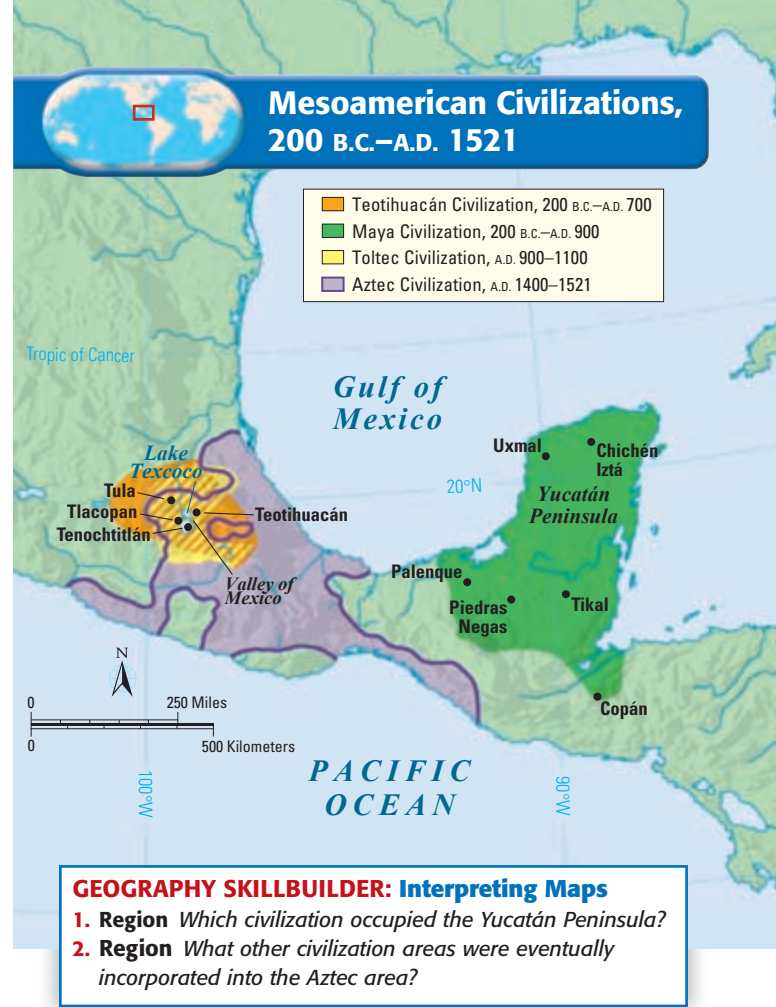 Mesoamerican Civilizations,
200 B.C.–A.D. 1521
Teotihuacán Civilization, 200 B.C.–A.D. 700
Maya Civilization, 200 B.C.–A.D. 900
Toltec Civilization, A.D. 900–1100
Aztec Civilization, A.D. 1400–1521
Tropic of Cancer
Gulf of
Mexico
Lake
Texcoco
Tula
Tlacopan
Tenochtitlán
Teotihuacán
Valley of
Mexico
20°N
Uxmal
Chichén
Iztá
Yucatán
Peninsula
Palenque
Piedras
Negas
Tikal
Copán
N
0
250 Miles
0
500 Kilometers
100°W
90°W
PACIFIC
OCEAN
GEOGRAPHY SKILLBUILDER: Interpreting Maps
1. Region Which civilization occupied the Yucatán Peninsula?
2. Region What other civilization areas were eventually
incorporated into the Aztec area?